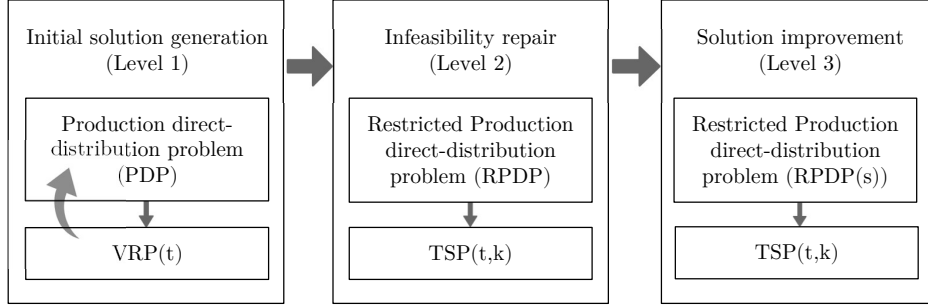 Initial solution generation
(Level 1)
Production direct-
distribution problem
(PDP)
VRP(t)
Infeasibility repair
(Level 2)
Restricted Production
direct-distribution
problem (RPDP)
TSP(t,k)
Solution improvement
(Level 3)
Restricted Production
direct-distribution
problem (RPDP(s))
TSP(t,k)